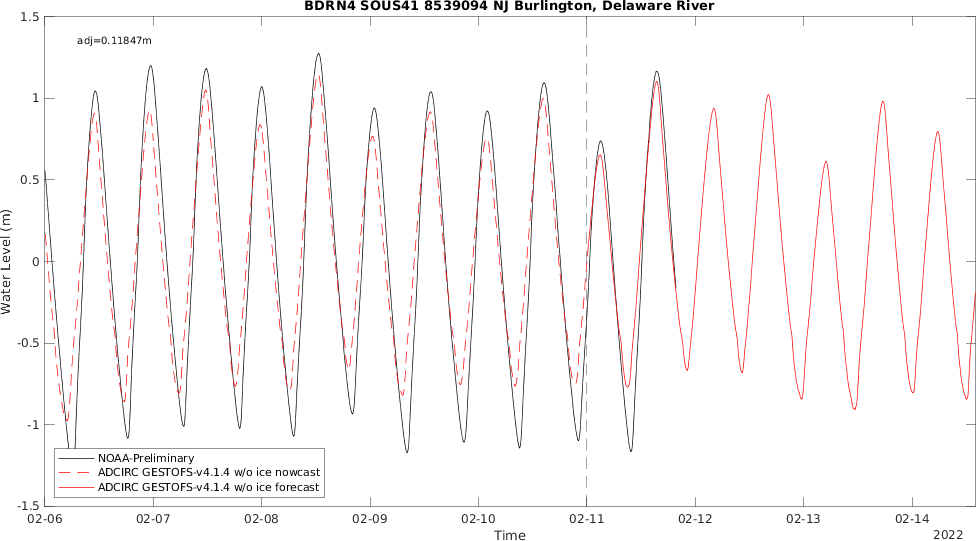 BDRN4 SOUS41 8539094 NJ Burlington, Delaware River
adj=0.11847m
1.5
1
0.5
0
-0.5
-1
-1.5
Water Level (m)
NOAA-Preliminary
ADCIRC GESTOFS-v4.1.4 w/o ice nowcast
ADCIRC GESTOFS-v4.1.4 w/o ice forecast
02-06 02-07 02-08 02-09 02-10 02-11 02-12 02-13 02-14
Time
2022